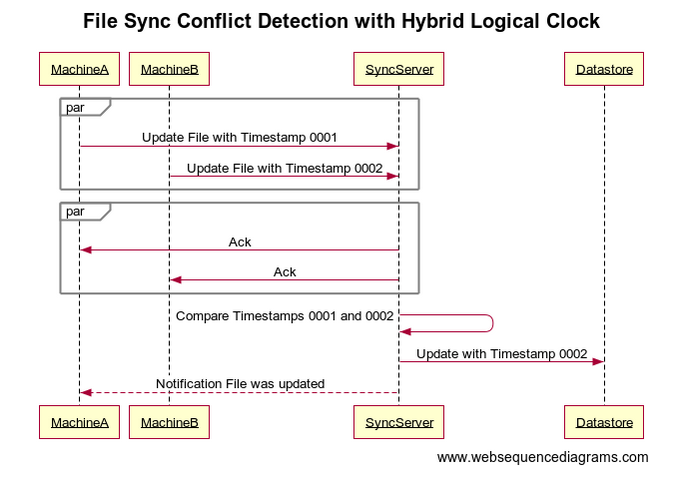 File Sync Conflict Detection with Hybrid Logical Clock
MachineA
MachineB
SyncServer
Datastore
par
Update File with Timestamp 0001
Update File with Timestamp 0002
par
Ack
Ack
Compare Timestamps 0001 and 0002
Update with Timestamp 0002
Notification File was updated
MachineA
MachineB
SyncServer
Datastore
www.websequencediagrams.com